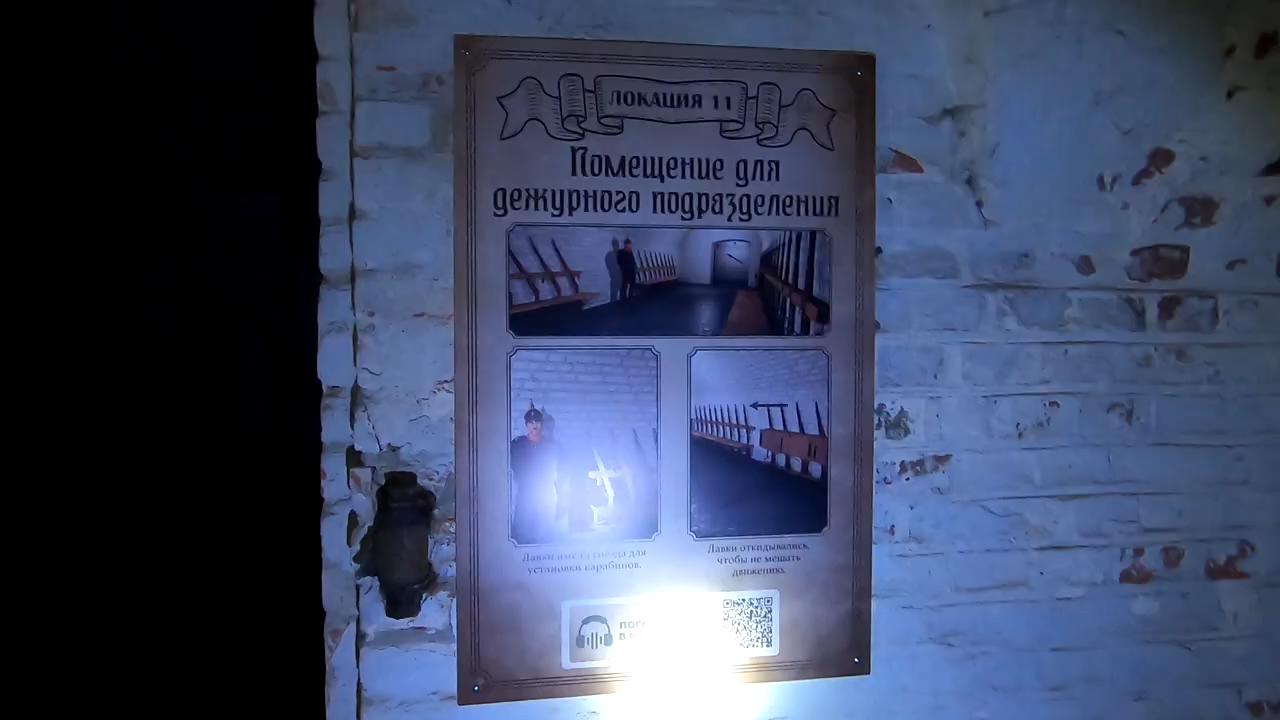 ЛОКАЦИЯ 11
Помещение для
дежурного подразделения
Лавки имели гнезда для
установки карабинов.
Лавки откидывались,
чтобы не мешать
движению.